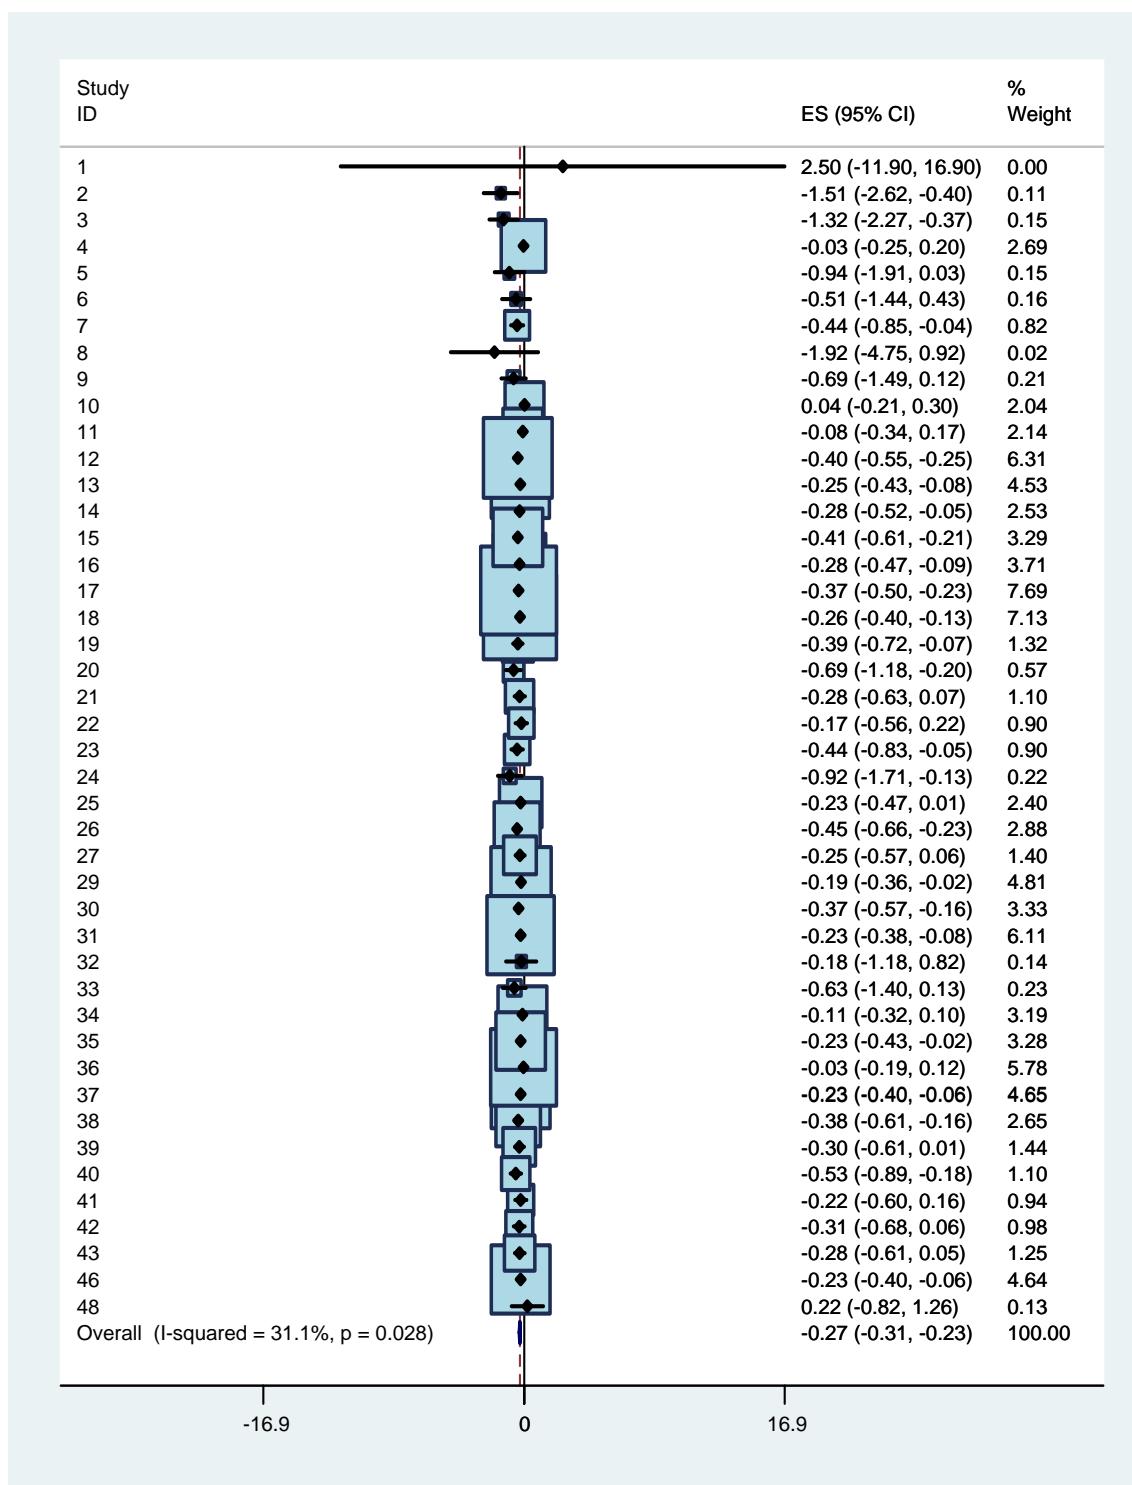 Study %
ID ES (95% CI) Weight
1 2.50 (-11.90, 16.90) 0.00
2 -1.51 (-2.62, -0.40) 0.11
3 -1.32 (-2.27, -0.37) 0.15
4 -0.03 (-0.25, 0.20) 2.69
5 -0.94 (-1.91, 0.03) 0.15
6 -0.51 (-1.44, 0.43) 0.16
7 -0.44 (-0.85, -0.04) 0.82
8 -1.92 (-4.75, 0.92) 0.02
9 -0.69 (-1.49, 0.12) 0.21
10 0.04 (-0.21, 0.30) 2.04
11 -0.08 (-0.34, 0.17) 2.14
12 -0.40 (-0.55, -0.25) 6.31
13 -0.25 (-0.43, -0.08) 4.53
14 -0.28 (-0.52, -0.05) 2.53
15 -0.41 (-0.61, -0.21) 3.29
16 -0.28 (-0.47, -0.09) 3.71
17 -0.37 (-0.50, -0.23) 7.69
18 -0.26 (-0.40, -0.13) 7.13
19 -0.39 (-0.72, -0.07) 1.32
20 -0.69 (-1.18, -0.20) 0.57
21 -0.28 (-0.63, 0.07) 1.10
22 -0.17 (-0.56, 0.22) 0.90
23 -0.44 (-0.83, -0.05) 0.90
24 -0.92 (-1.71, -0.13) 0.22
25 -0.23 (-0.47, 0.01) 2.40
26 -0.45 (-0.66, -0.23) 2.88
27 -0.25 (-0.57, 0.06) 1.40
29 -0.19 (-0.36, -0.02) 4.81
30 -0.37 (-0.57, -0.16) 3.33
31 -0.23 (-0.38, -0.08) 6.11
32 -0.18 (-1.18, 0.82) 0.14
33 -0.63 (-1.40, 0.13) 0.23
34 -0.11 (-0.32, 0.10) 3.19
35 -0.23 (-0.43, -0.02) 3.28
36 -0.03 (-0.19, 0.12) 5.78
37 -0.23 (-0.40, -0.06) 4.65
38 -0.38 (-0.61, -0.16) 2.65
39 -0.30 (-0.61, 0.01) 1.44
40 -0.53 (-0.89, -0.18) 1.10
41 -0.22 (-0.60, 0.16) 0.94
42 -0.31 (-0.68, 0.06) 0.98
43 -0.28 (-0.61, 0.05) 1.25
46 -0.23 (-0.40, -0.06) 4.64
48 0.22 (-0.82, 1.26) 0.13
Overall (I-squared = 31.1%, p = 0.028) -0.27 (-0.31, -0.23) 100.00
-16.9 0 16.9